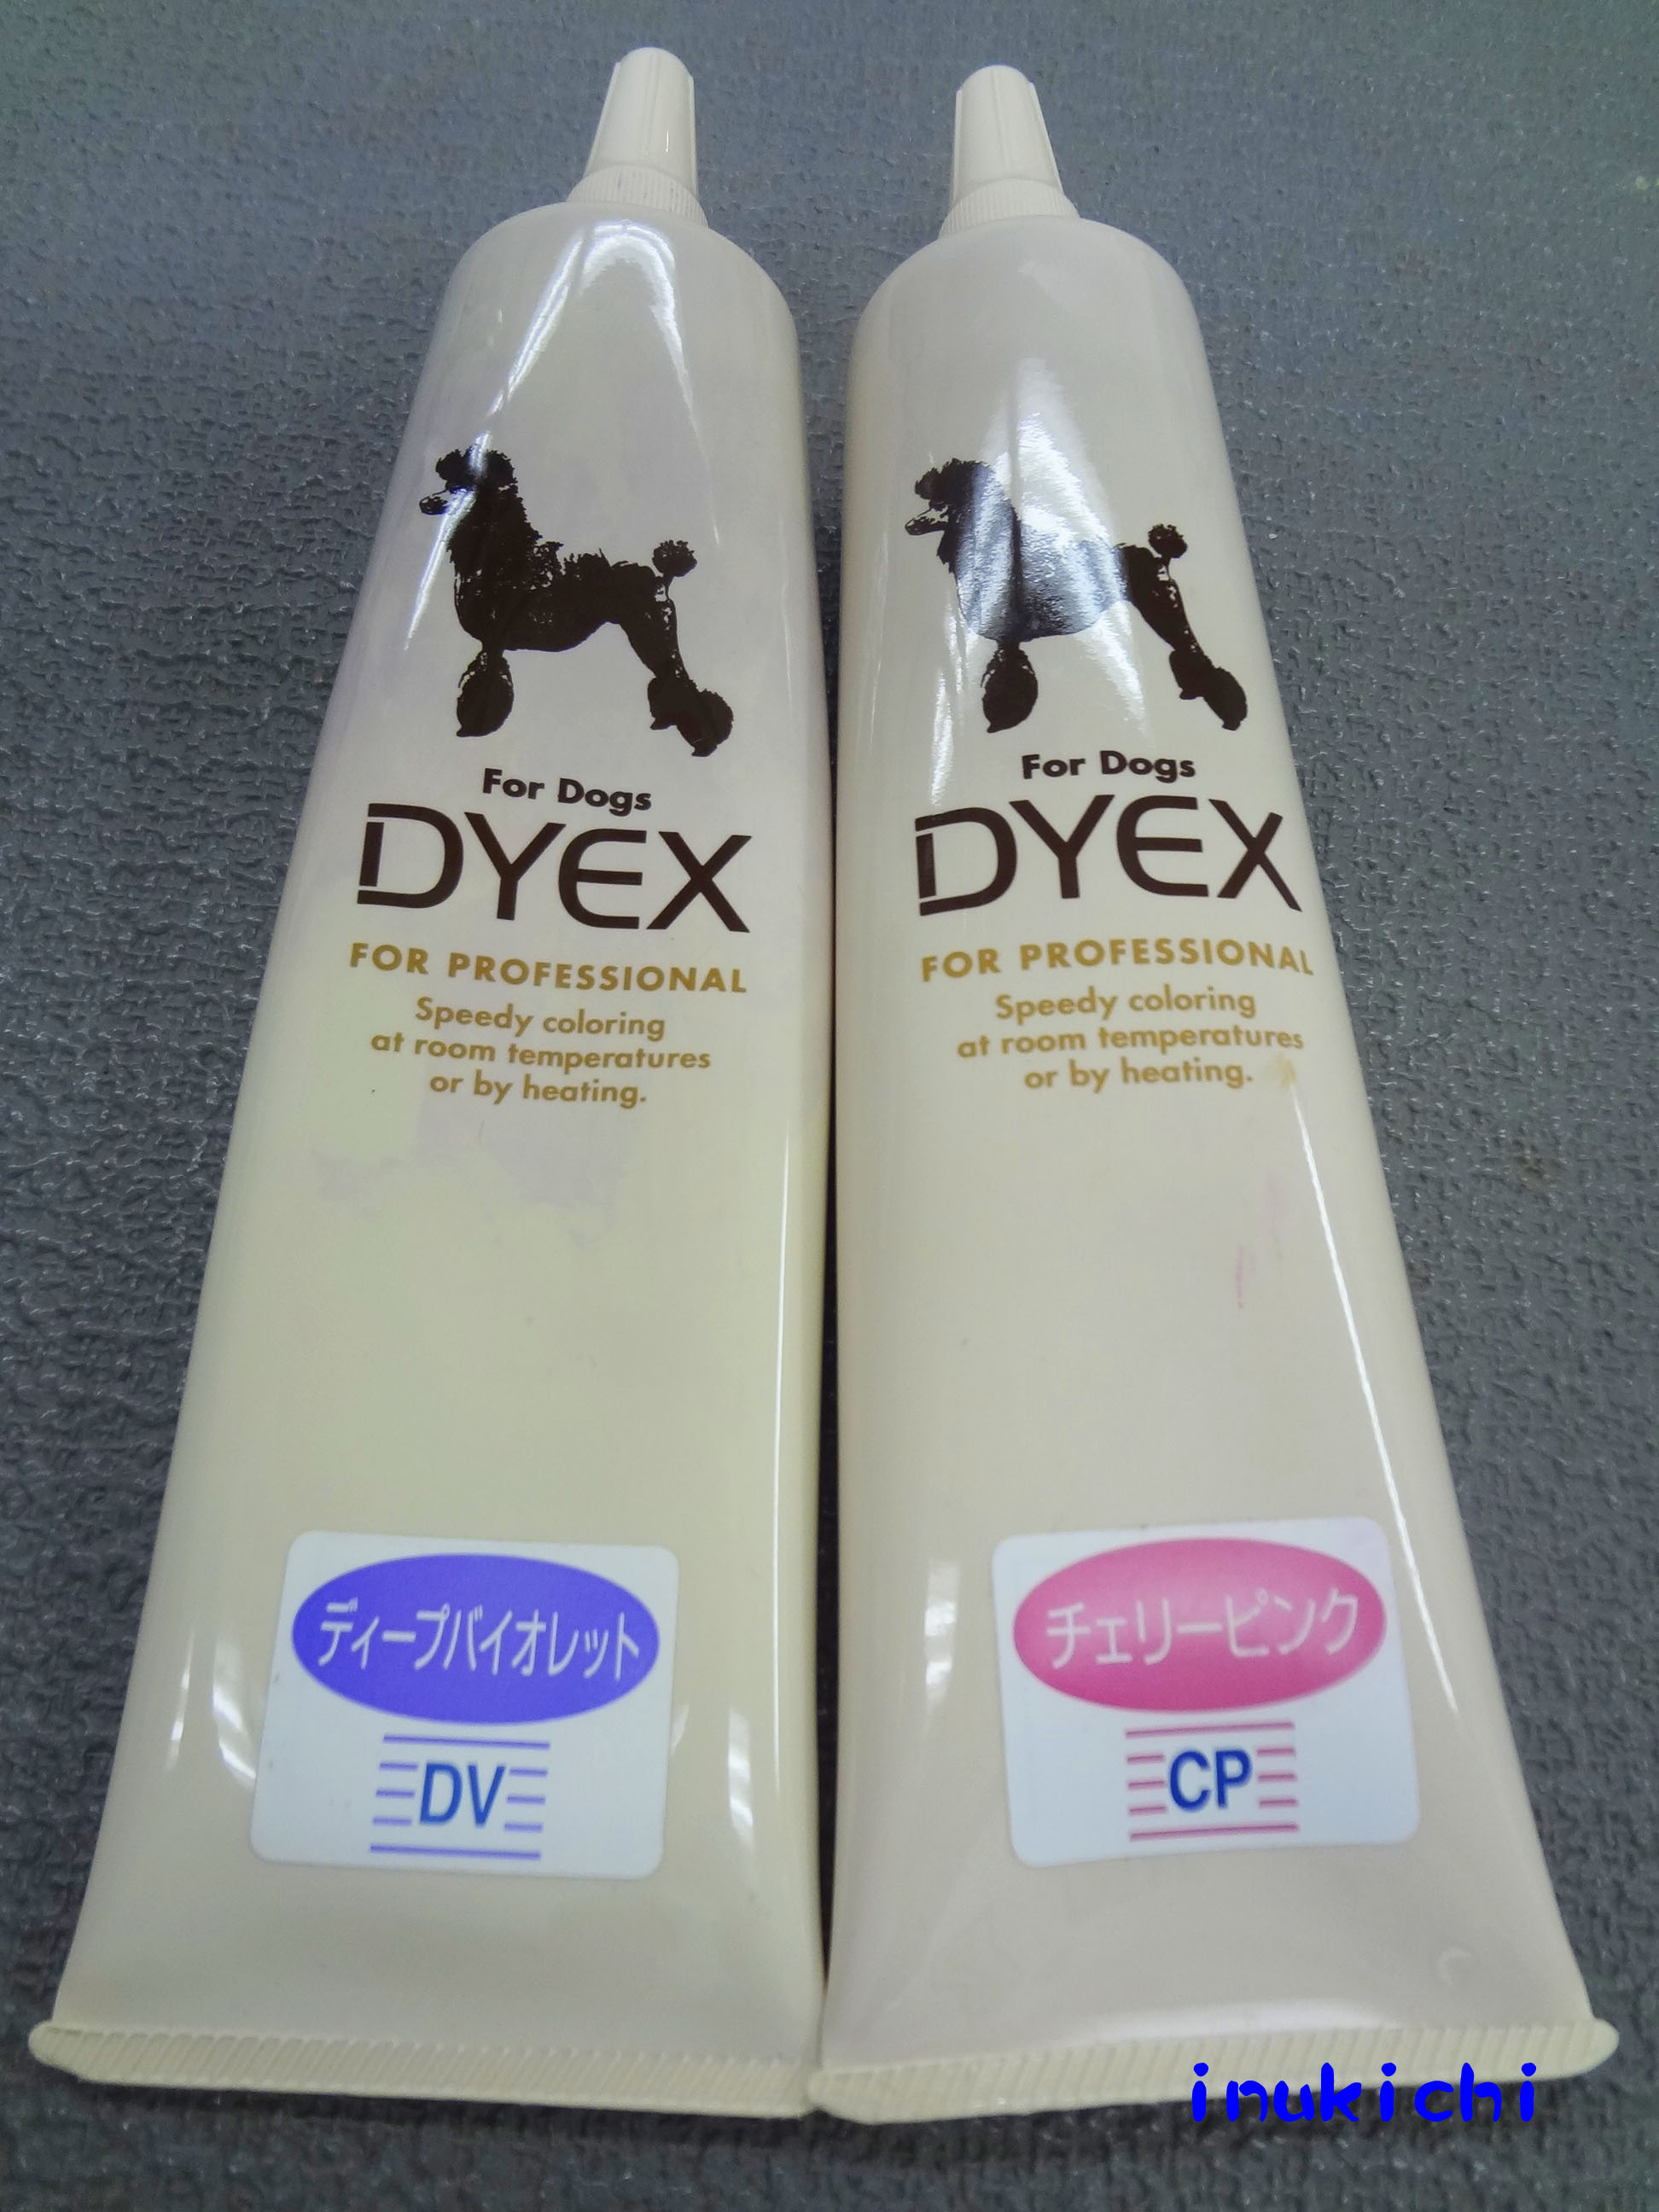 For Dogs
DYEX
FOR PROFESSIONAL
Speedy coloring
at room temperatures
or by heating.
ディープバイオレット
DV
For Dogs
DYEX
FOR PROFESSIONAL
Speedy coloring
at room temperatures
or by heating.
チェリーピンク
CP
inukichi